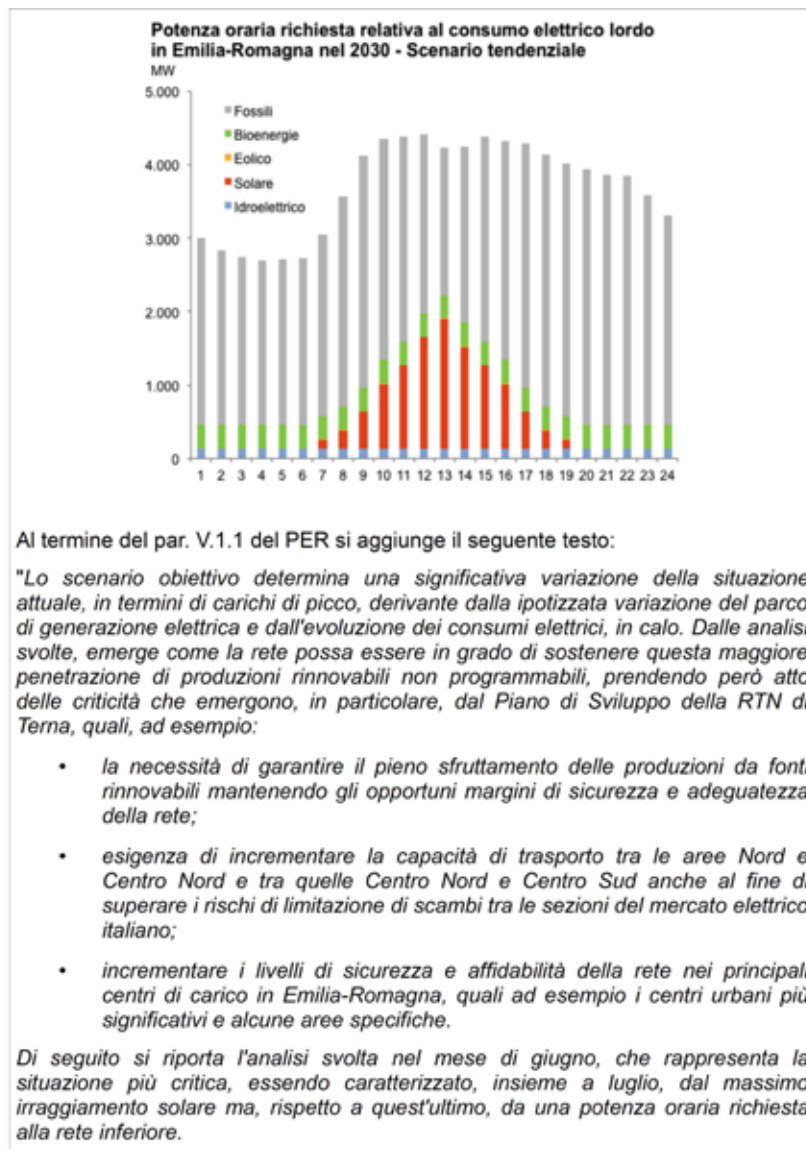 Potenza oraria richiesta relativa al consumo elettrico lordo
in Emilia-Romagna nel 2030 - Scenario tendenziale
MW
5.000
4.000
3.000
2.000
1.000
0
Fossili
Bioenergie
Eolico
Solare
Idroelettrico
1 2 3 4 5 6 7 8 9 10 11 12 13 14 15 16 17 18 19 20 21 22 23 24
Al termine del par. V.1.1 del PER si aggiunge il seguente testo:
"Lo scenario obiettivo determina una significativa variazione della situazione
attuale, in termini di carichi di picco, derivante dalla ipotizzata variazione del parco
di generazione elettrica e dall'evoluzione dei consumi elettrici, in calo. Dalle analisi
svolte, emerge come la rete possa essere in grado di sostenere questa maggiore
penetrazione di produzioni rinnovabili non programmabili, prendendo però atto
delle criticità che emergono, in particolare, dal Piano di Sviluppo della RTN di
Terna, quali, ad esempio:
• la necessità di garantire il pieno sfruttamento delle produzioni da fonti
rinnovabili mantenendo gli opportuni margini di sicurezza e adeguatezza
della rete;
• esigenza di incrementare la capacità di trasporto tra le aree Nord e
Centro Nord e tra quelle Centro Nord e Centro Sud anche al fine di
superare i rischi di limitazione di scambi tra le sezioni del mercato elettrico
italiano;
• incrementare i livelli di sicurezza e affidabilità della rete nei principali
centri di carico in Emilia-Romagna, quali ad esempio i centri urbani più
significativi e alcune aree specifiche.
Di seguito si riporta l'analisi svolta nel mese di giugno, che rappresenta la
situazione più critica, essendo caratterizzato, insieme a luglio, dal massimo
irraggiamento solare ma, rispetto a quest'ultimo, da una potenza oraria richiesta
alla rete inferiore.